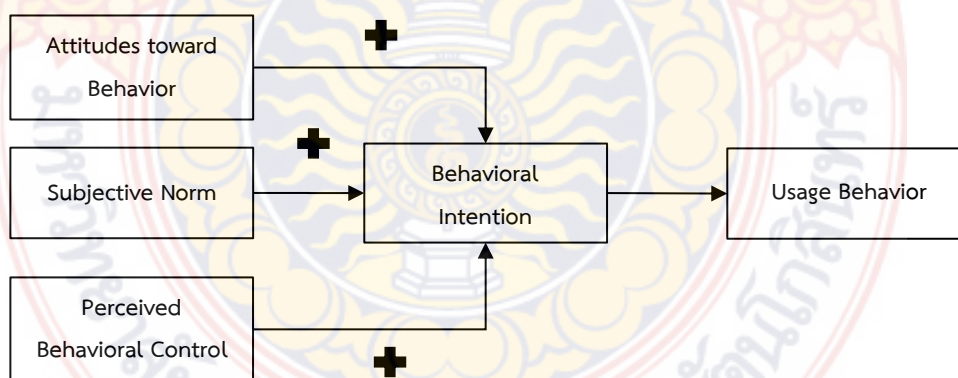 Attitudes toward
Behavior
Subjective Norm
Behavioral
Intention
Usage Behavior
Perceived
Behavioral Control